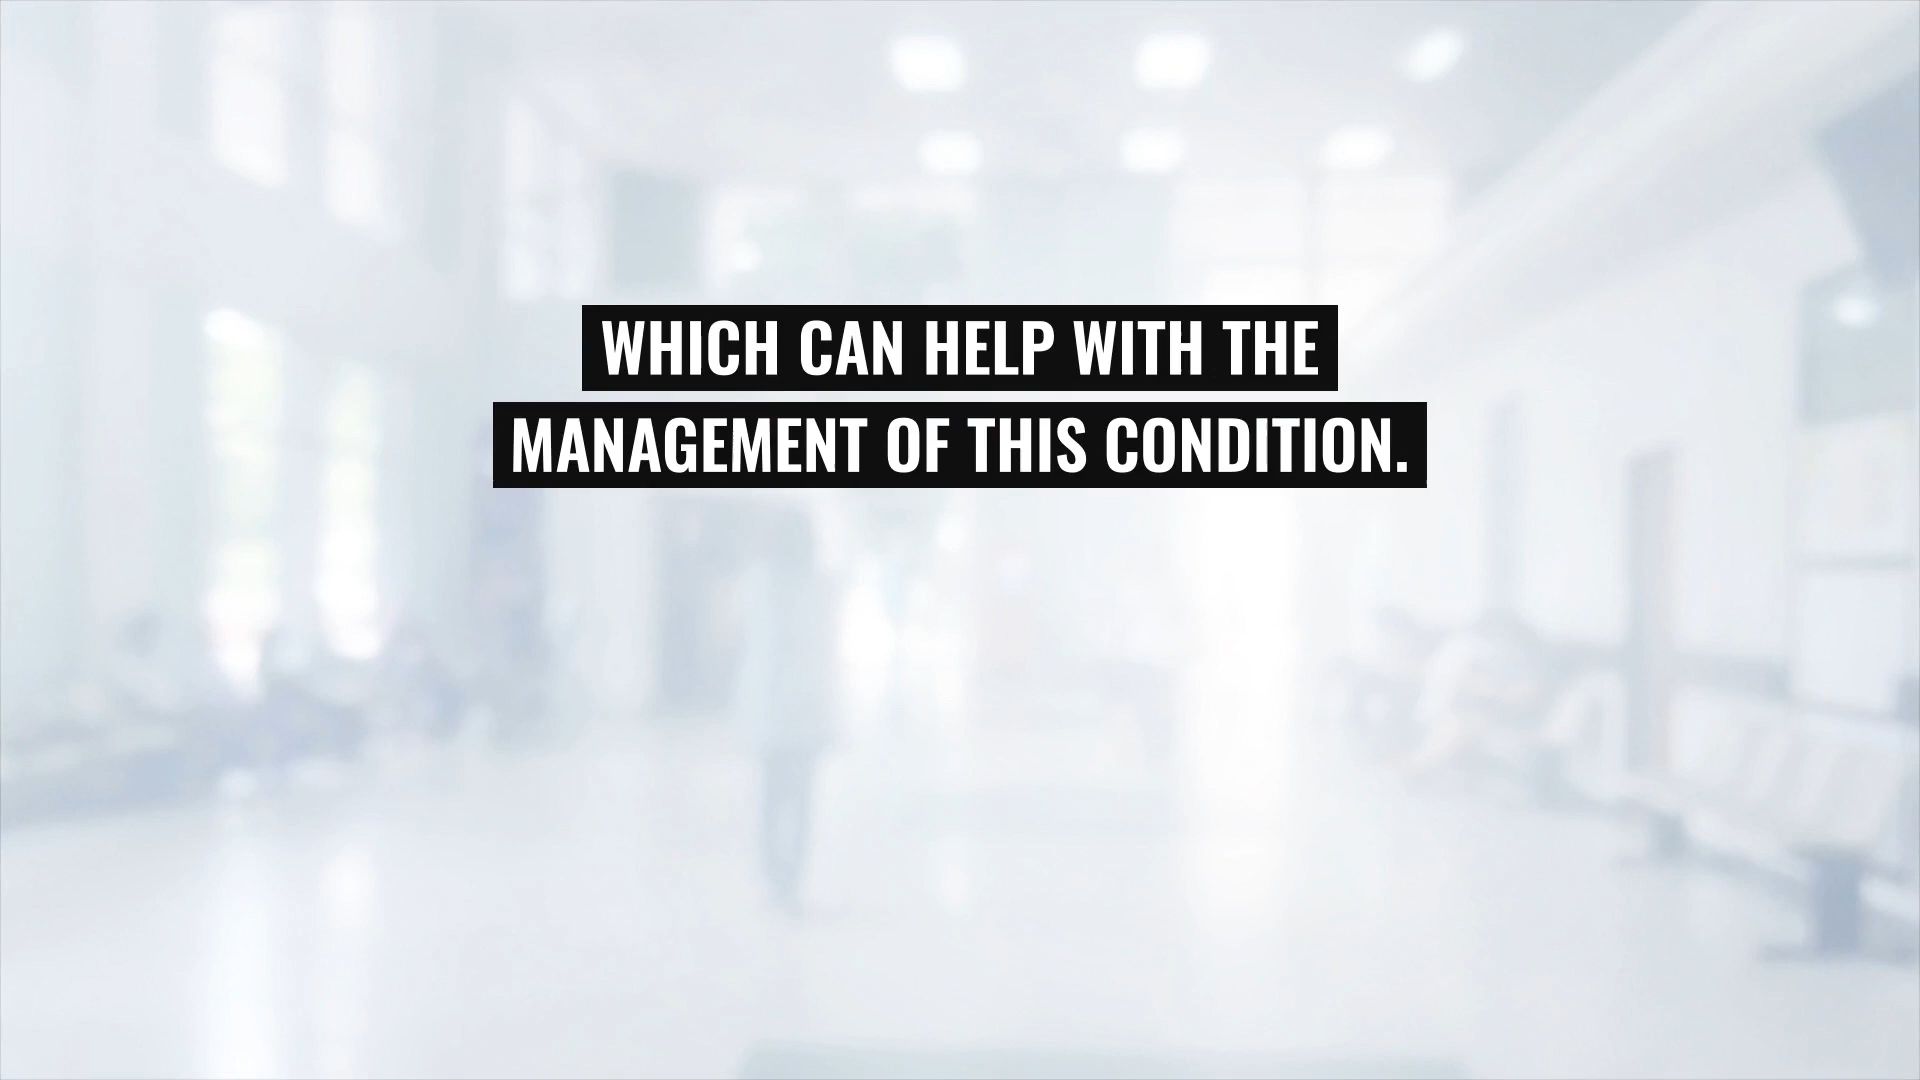 WHICH CAN HELP WITH THE
MANAGEMENT OF THIS CONDITION.